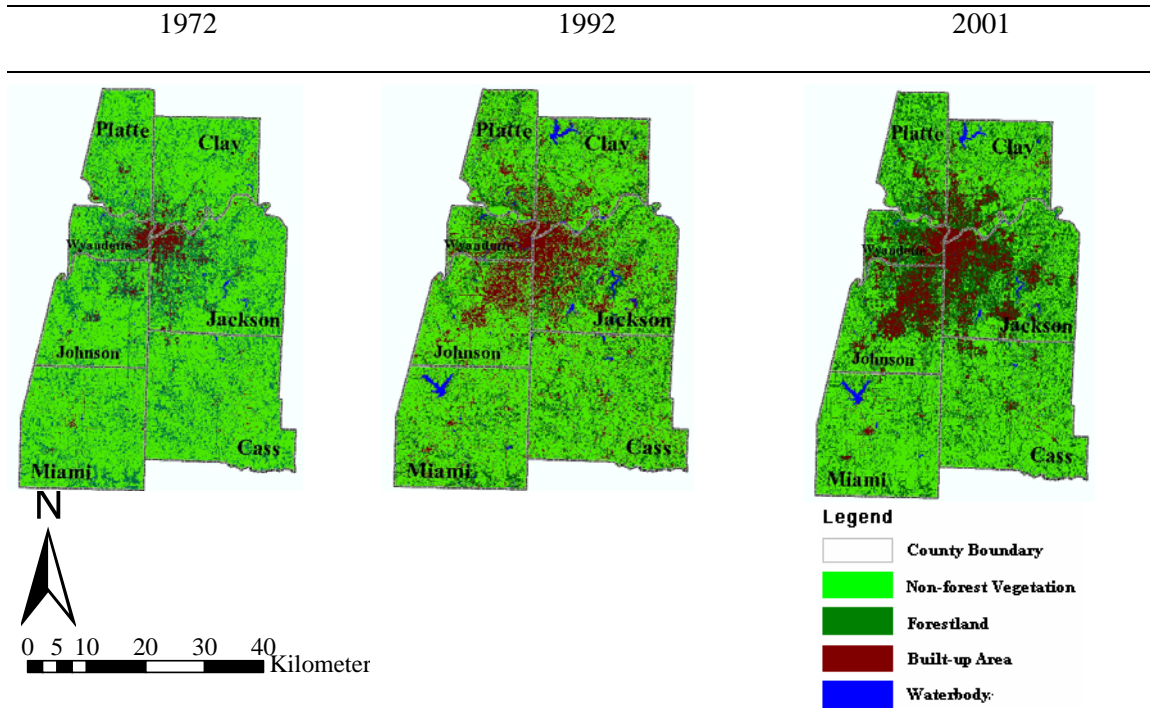 1972 1992 2001
Platte
Clay
Wyandotte
Jackson
Johnson
Cass
Miami
Platte
Clay
Wyandotte
Jackson
Johnson
Cass
Miami
Platte
Clay
Wyandotte
Jackson
Johnson
Cass
Miami
N
0 5 10 20 30 40
Kilometer
Legend
County Boundary
Non-forest Vegetation
Forestland
Built-up Area
Waterbody